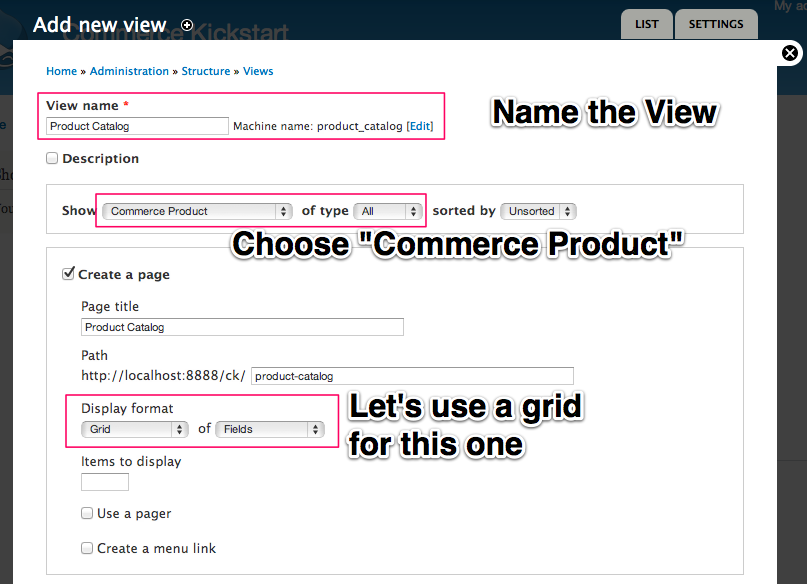 My
Add new view
Commerce Kickstart
LIST SETTINGS
Home » Administration » Structure » Views
View name *
Product Catalog Machine name: product_catalog [Edit]
Name the View
Description
Show Commerce Product of type All sorted by Unsorted
Choose "Commerce Product"
Create a page
Page title
Product Catalog
Path
http://localhost:8888/ck/ product-catalog
Display format
Grid of Fields
Let's use a grid
for this one
Items to display
Use a pager
Create a menu link